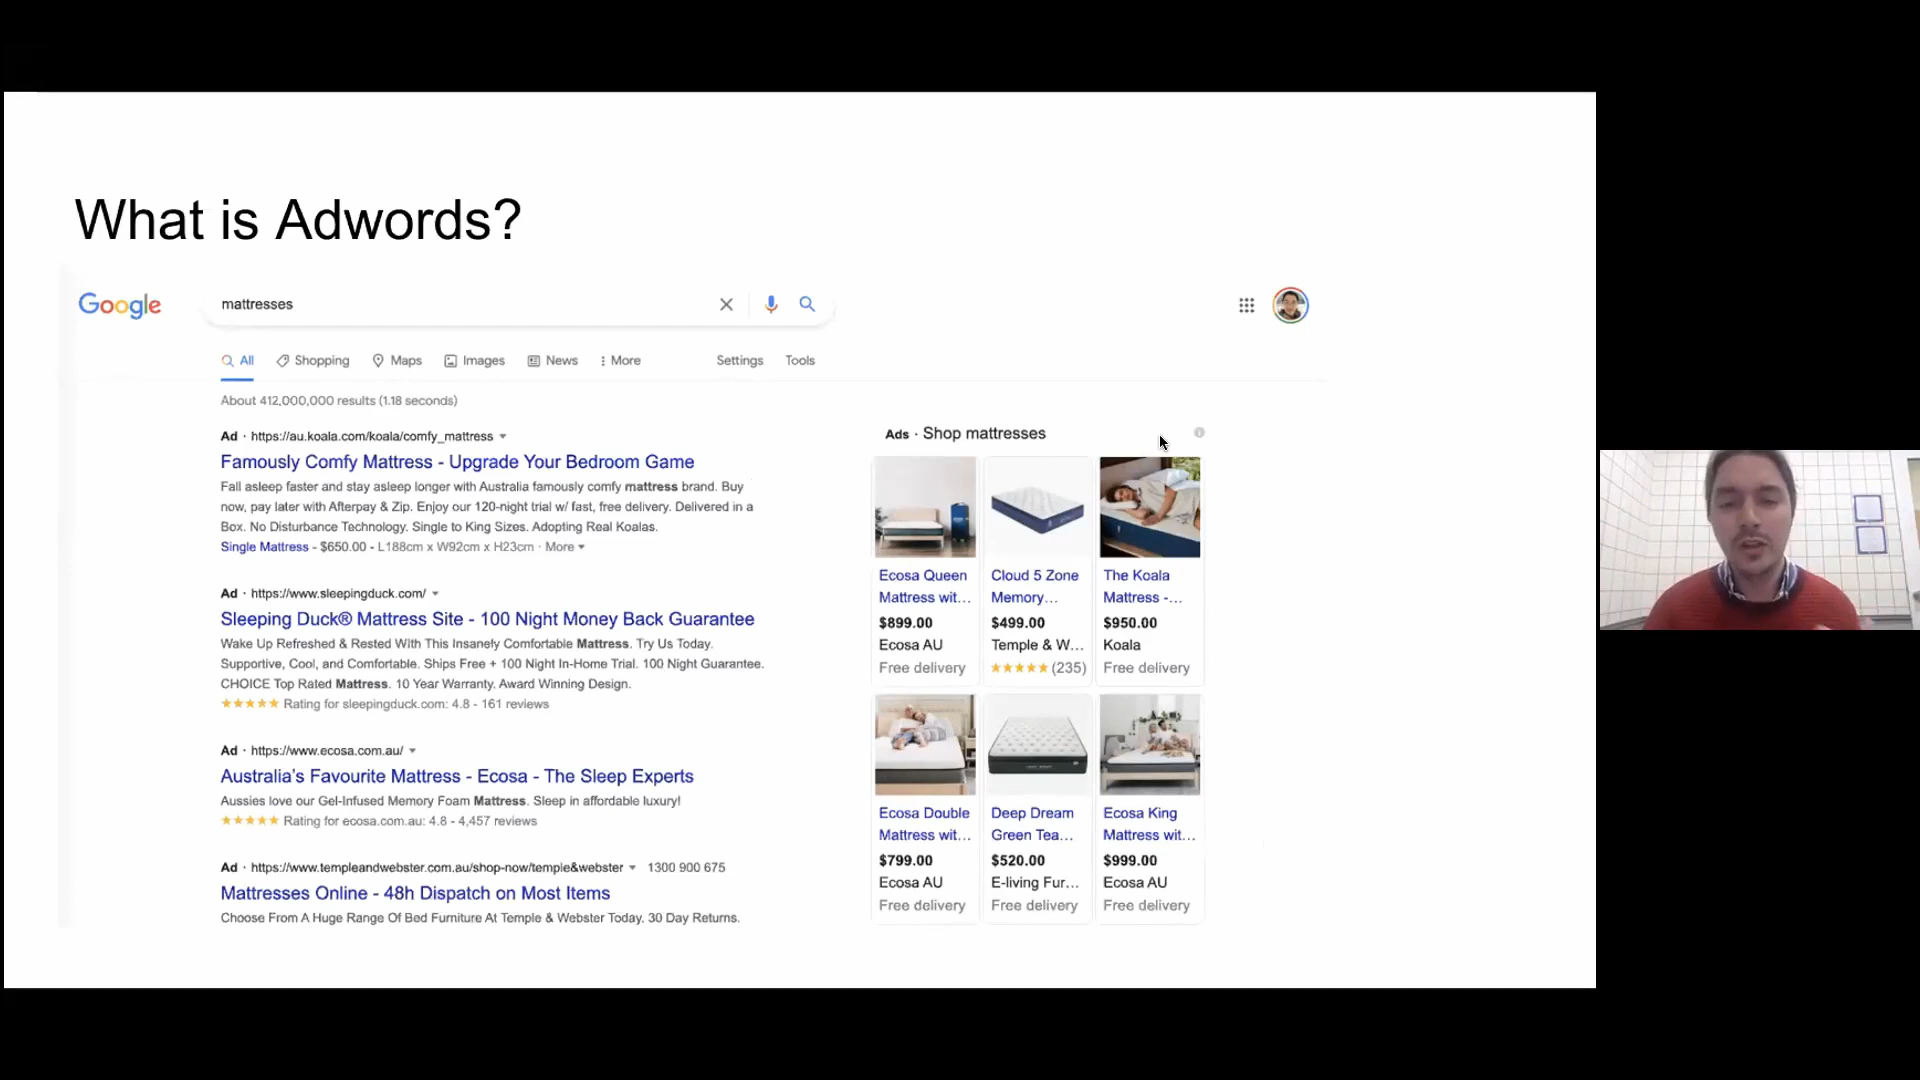 What is Adwords?
Google
mattresses
All Shopping Maps Images News More Settings Tools
About 412,000,000 results (1.18 seconds)
Ad · https://au.koala.com/koala/comfy_mattress
Famously Comfy Mattress - Upgrade Your Bedroom Game
Fall asleep faster and stay asleep longer with Australia famously comfy mattress brand. Buy
now, pay later with Afterpay & Zip. Enjoy our 120-night trial w/ fast, free delivery. Delivered in a
Box. No Disturbance Technology. Single to King Sizes. Adopting Real Koalas.
Single Mattress - $650.00 - L188cm x W92cm x H23cm · More
Ad · https://www.sleepingduck.com/
Sleeping Duck® Mattress Site - 100 Night Money Back Guarantee
Wake Up Refreshed & Rested With This Insanely Comfortable Mattress. Try Us Today.
Supportive, Cool, and Comfortable. Ships Free + 100 Night In-Home Trial. 100 Night Guarantee.
CHOICE Top Rated Mattress. 10 Year Warranty. Award Winning Design.
Rating for sleepingduck.com: 4.8 - 161 reviews
Ad · https://www.ecosa.com.au/
Australia's Favourite Mattress - Ecosa - The Sleep Experts
Aussies love our Gel-Infused Memory Foam Mattress. Sleep in affordable luxury!
Rating for ecosa.com.au: 4.8 - 4,457 reviews
Ad · https://www.templeandwebster.com.au/shop-now/temple&webster 1300 900 675
Mattresses Online - 48h Dispatch on Most Items
Choose From A Huge Range Of Bed Furniture At Temple & Webster Today. 30 Day Returns.
Ads · Shop mattresses
Ecosa Queen
Mattress wit...
$899.00
Ecosa AU
Free delivery
Cloud 5 Zone
Memory...
$499.00
Temple & W...
(235)
The Koala
Mattress -...
$950.00
Koala
Free delivery
Ecosa Double
Mattress wit...
$799.00
Ecosa AU
Free delivery
Deep Dream
Green Tea...
$520.00
E-living Fur...
Free delivery
Ecosa King
Mattress wit...
$999.00
Ecosa AU
Free delivery